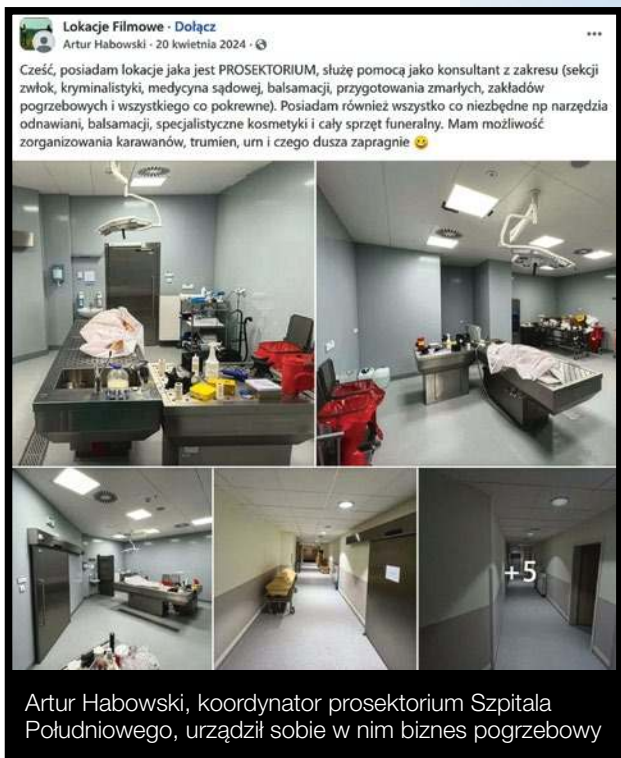 Lokacje Filmowe · Dołącz
Artur Habowski · 20 kwietnia 2024 ·
Cześć, posiadam lokacje jaka jest PROSEKTORIUM, służę pomocą jako konsultant z zakresu (sekcji
zwłok, kryminalistyki, medycyna sądowej, balsamacji, przygotowania zmarłych, zakładów
pogrzebowych i wszystkiego co pokrewne). Posiadam również wszystko co niezbędne np narzędzia
odnawiani, balsamacji, specjalistyczne kosmetyki i cały sprzęt funeralny. Mam możliwość
zorganizowania karawanów, trumien, urn i czego dusza zapragnie 😀
+5
Artur Habowski, koordynator prosektorium Szpitala
Południowego, urządził sobie w nim biznes pogrzebowy